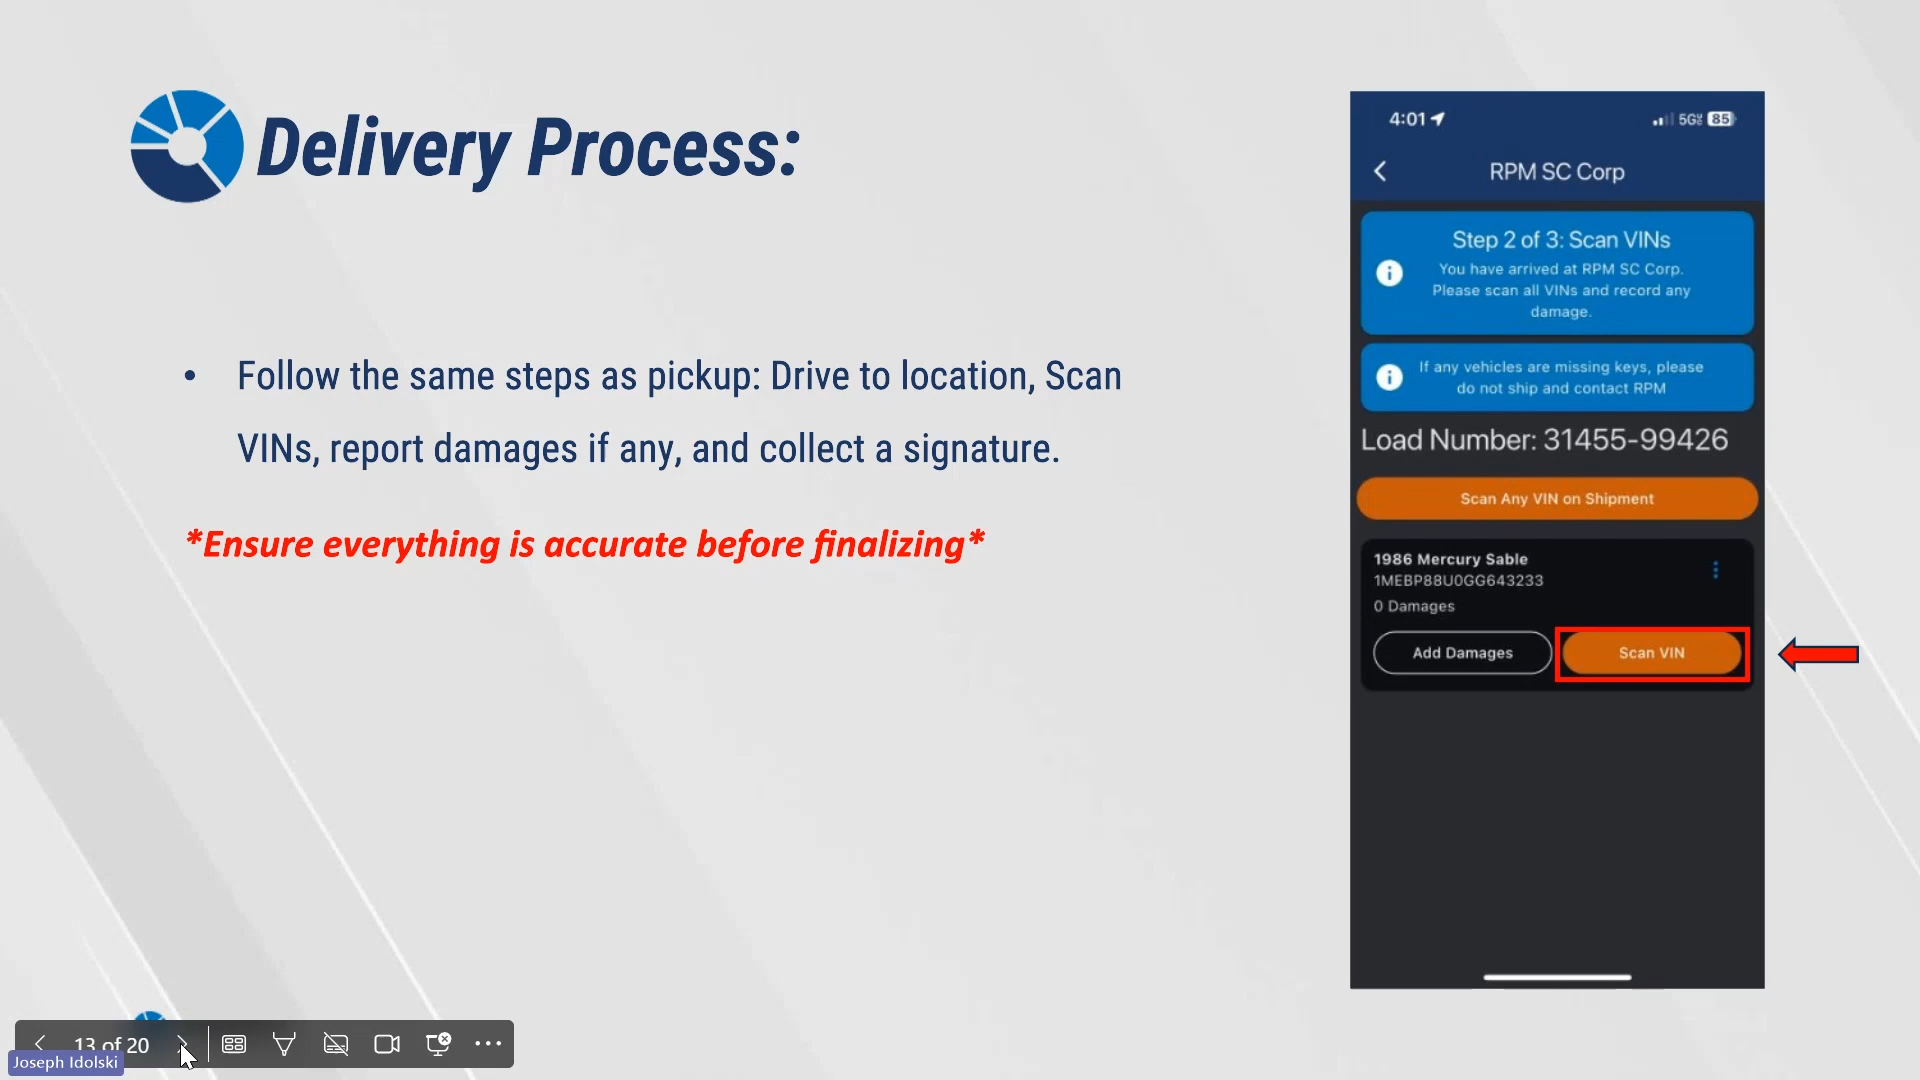 Delivery Process:
• Follow the same steps as pickup: Drive to location, Scan
VINs, report damages if any, and collect a signature.
*Ensure everything is accurate before finalizing*
4:01
85
RPM SC Corp
Step 2 of 3: Scan VINs
You have arrived at RPM SC Corp.
Please scan all VINs and record any
damage.
If any vehicles are missing keys, please
do not ship and contact RPM
Load Number: 31455-99426
Scan Any VIN on Shipment
1986 Mercury Sable
1MEBP88U0GG643233
0 Damages
Add Damages
Scan VIN
13 of 20
Joseph Idolski